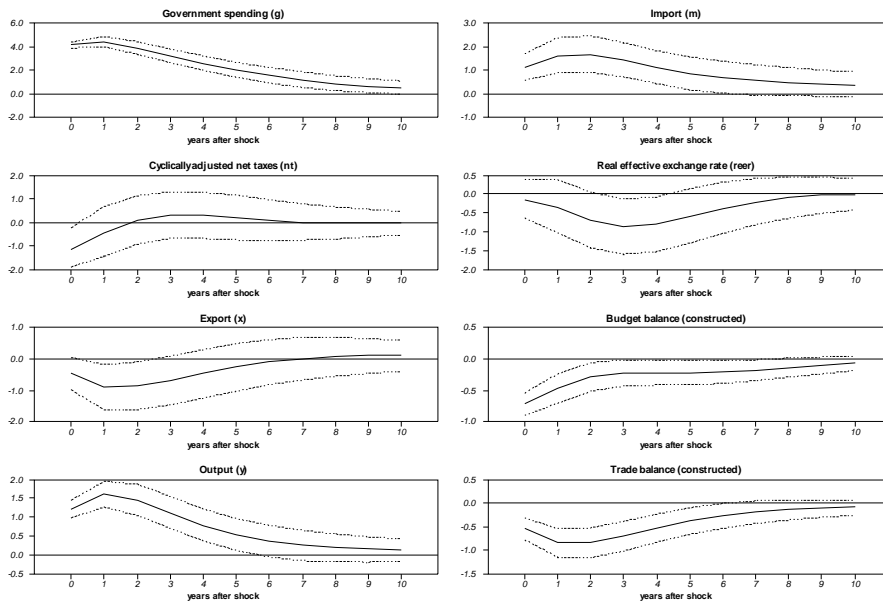 Government spending (g)
6.0
4.0
2.0
0.0
-2.0
0 1 2 3 4 5 6 7 8 9 10
years after shock
Import (m)
3.0
2.0
1.0
0.0
-1.0
0 1 2 3 4 5 6 7 8 9 10
years after shock
Cyclicallyadjusted net taxes (nt)
2.0
1.0
0.0
-1.0
-2.0
0 1 2 3 4 5 6 7 8 9 10
years after shock
Real effective exchange rate (reer)
0.5
0.0
-0.5
-1.0
-1.5
-2.0
0 1 2 3 4 5 6 7 8 9 10
years after shock
Export (x)
1.0
0.0
-1.0
-2.0
0 1 2 3 4 5 6 7 8 9 10
years after shock
Budget balance (constructed)
0.5
0.0
-0.5
-1.0
0 1 2 3 4 5 6 7 8 9 10
years after shock
Output (y)
2.0
1.5
1.0
0.5
0.0
-0.5
0 1 2 3 4 5 6 7 8 9 10
years after shock
Trade balance (constructed)
0.5
0.0
-0.5
-1.0
-1.5
0 1 2 3 4 5 6 7 8 9 10
years after shock